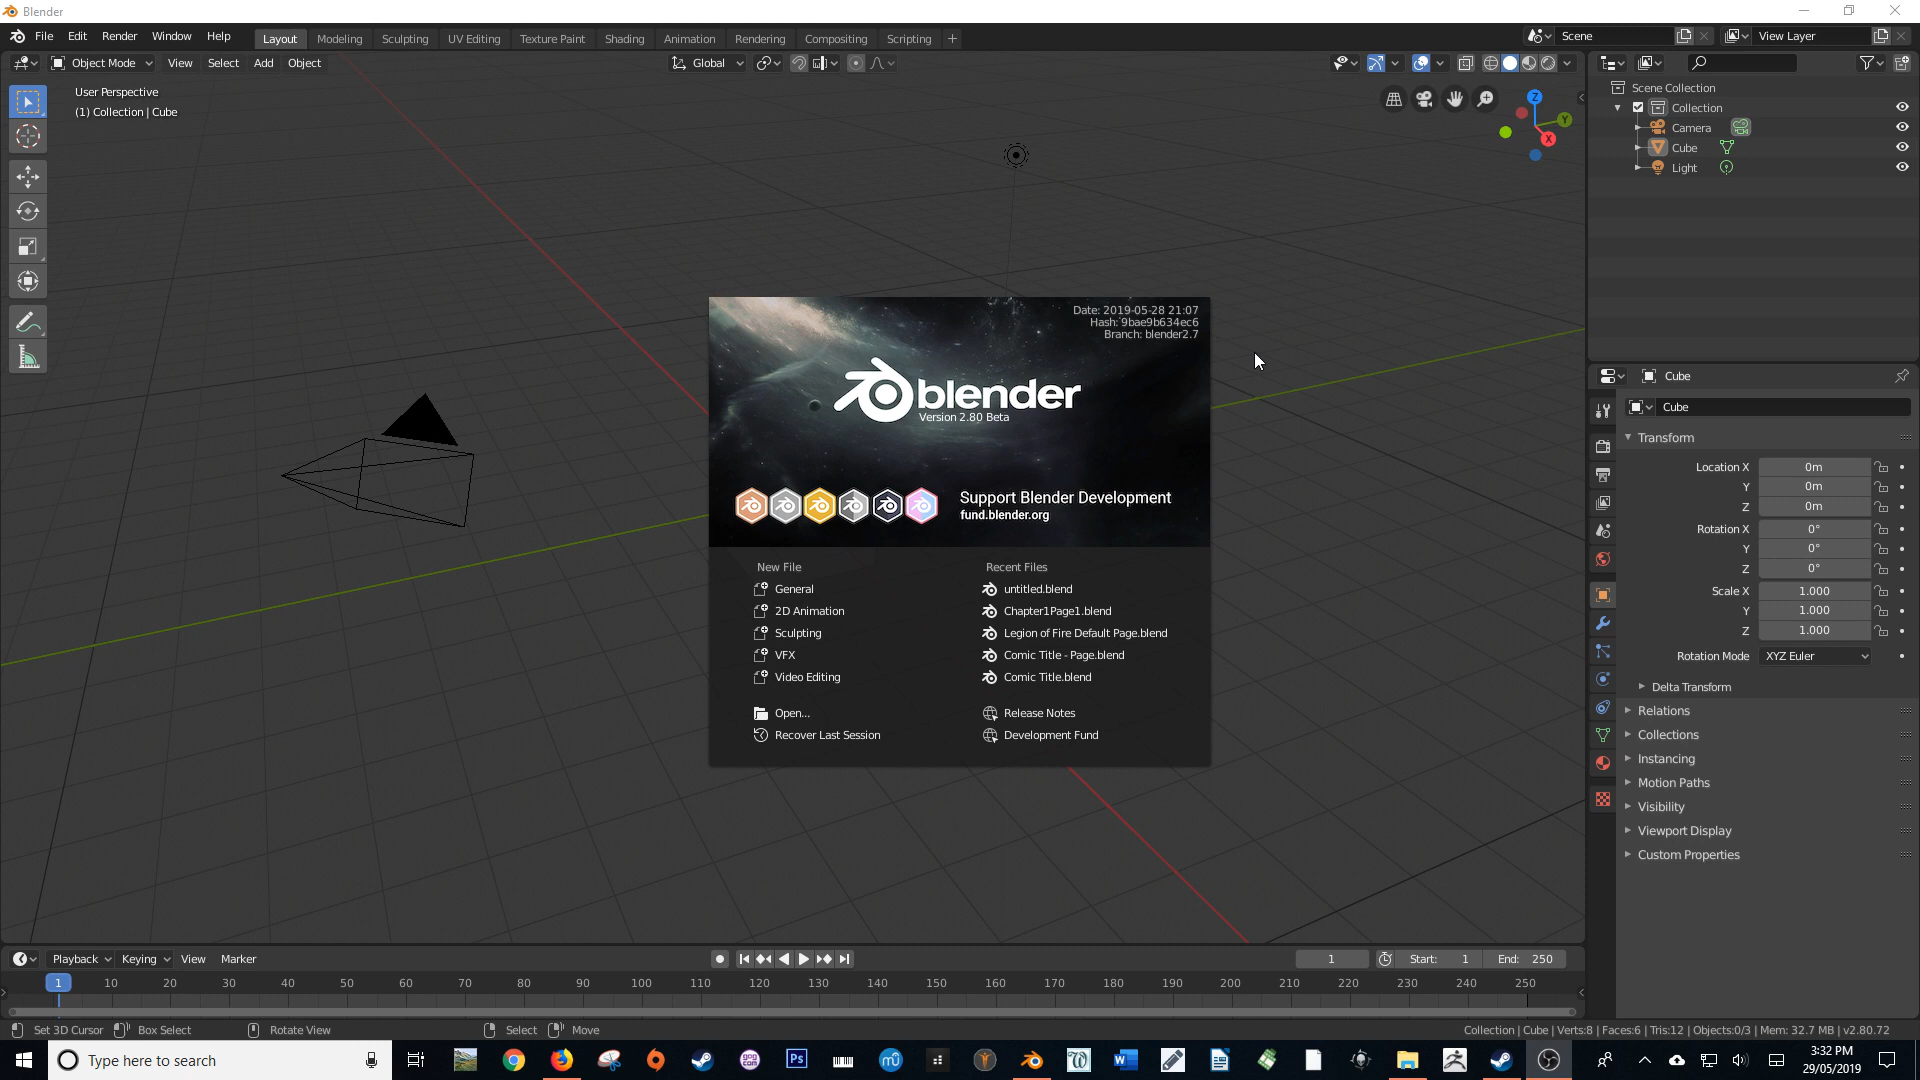 Blender
File Edit Render Window Help
Layout Modeling Sculpting UV Editing Texture Paint Shading Animation Rendering Compositing Scripting +
Scene
View Layer
Object Mode View Select Add Object
Global
User Perspective
(1) Collection | Cube
Z
Y
X
Scene Collection
Collection
Camera
Cube
Light
Date: 2019-05-28 21:07
Hash: 9bae9b634ec6
Branch: blender2.7
blender
Version 2.80 Beta
Support Blender Development
fund.blender.org
New File
General
2D Animation
Sculpting
VFX
Video Editing
Open...
Recover Last Session
Recent Files
untitled.blend
Chapter1Page1.blend
Legion of Fire Default Page.blend
Comic Title - Page.blend
Comic Title.blend
Release Notes
Development Fund
Cube
Cube
Transform
Location X 0m
Y 0m
Z 0m
Rotation X 0°
Y 0°
Z 0°
Scale X 1.000
Y 1.000
Z 1.000
Rotation Mode XYZ Euler
Delta Transform
Relations
Collections
Instancing
Motion Paths
Visibility
Viewport Display
Custom Properties
Playback Keying View Marker
1 Start: 1 End: 250
1 10 20 30 40 50 60 70 80 90 100 110 120 130 140 150 160 170 180 190 200 210 220 230 240 250
Set 3D Cursor Box Select Rotate View Select Move
Collection | Cube | Verts:8 | Faces:6 | Tris:12 | Objects:0/3 | Mem: 32.7 MB | v2.80.72
Type here to search
gog.com
Ps
mu
W
3:32 PM
29/05/2019